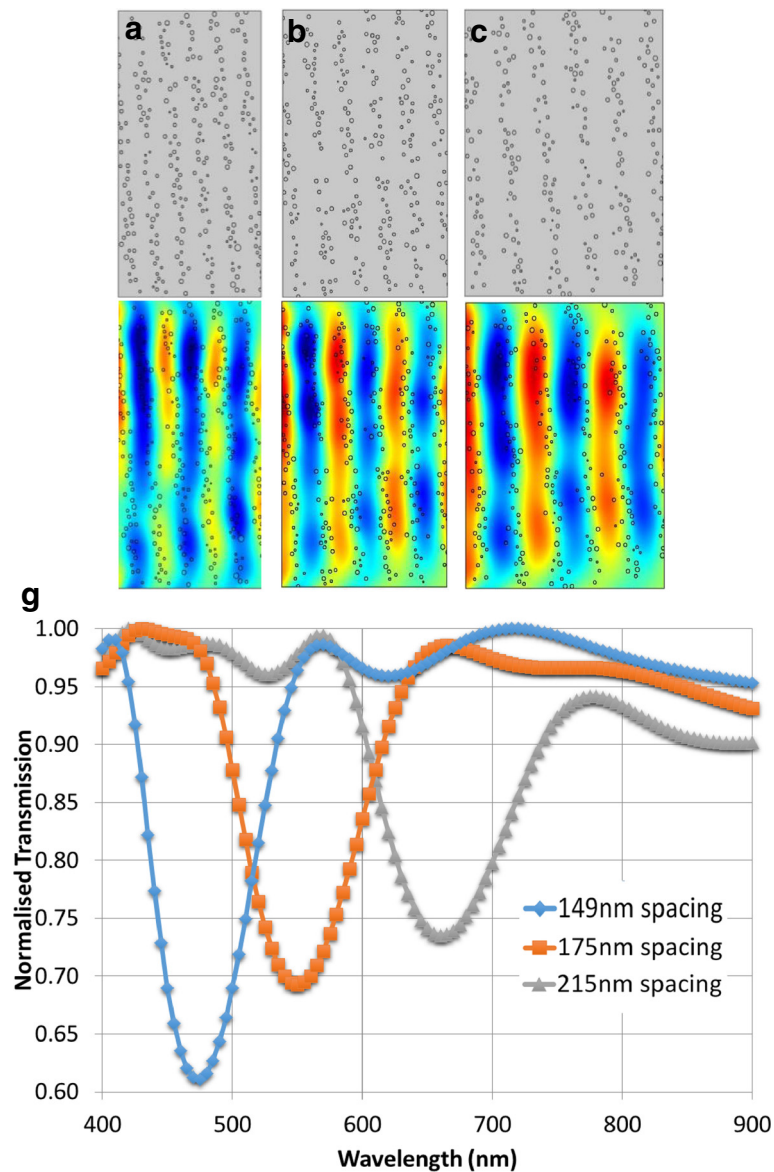 a b c
g
1.00
0.95
0.90
0.85
0.80
0.75
0.70
0.65
0.60
Normalised Transmission
149nm spacing
175nm spacing
215nm spacing
400 500 600 700 800 900
Wavelength (nm)